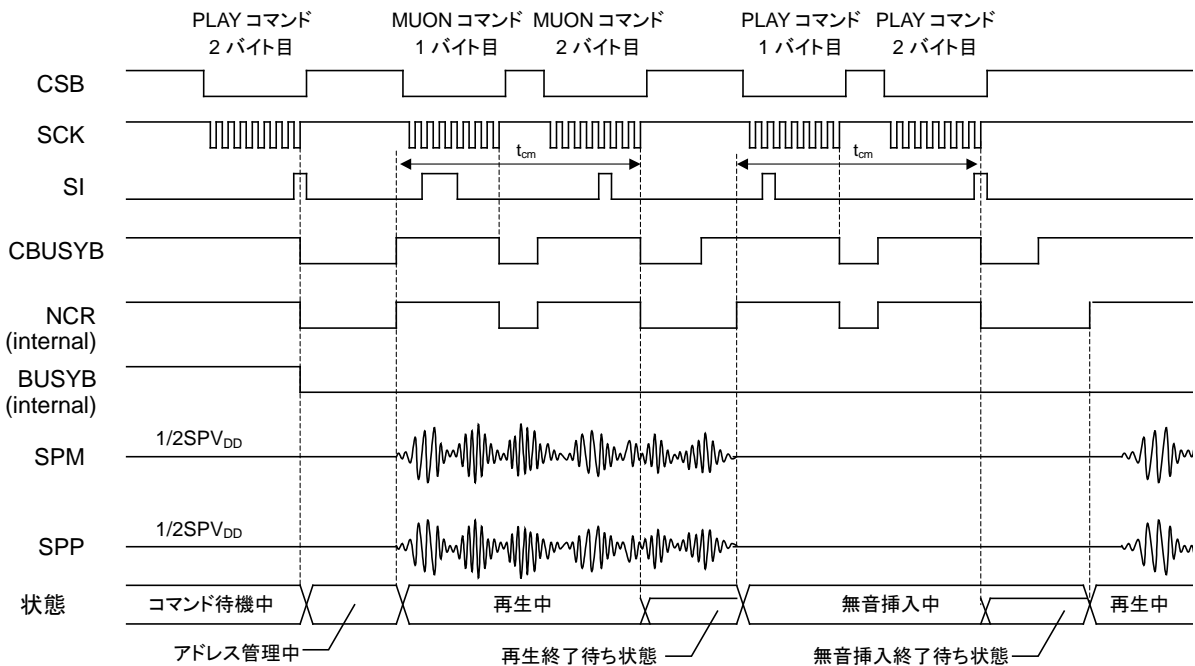 PLAY コマンド MUON コマンド MUON コマンド PLAY コマンド PLAY コマンド
2 バイト目 1 バイト目 2 バイト目 1 バイト目 2 バイト目
CSB
SCK
tcm tcm
SI
CBUSYB
NCR
(internal)
BUSYB
(internal)
1/2SPVDD
SPM
1/2SPVDD
SPP
状態 コマンド待機中 再生中 無音挿入中 再生中
アドレス管理中 再生終了待ち状態 無音挿入終了待ち状態